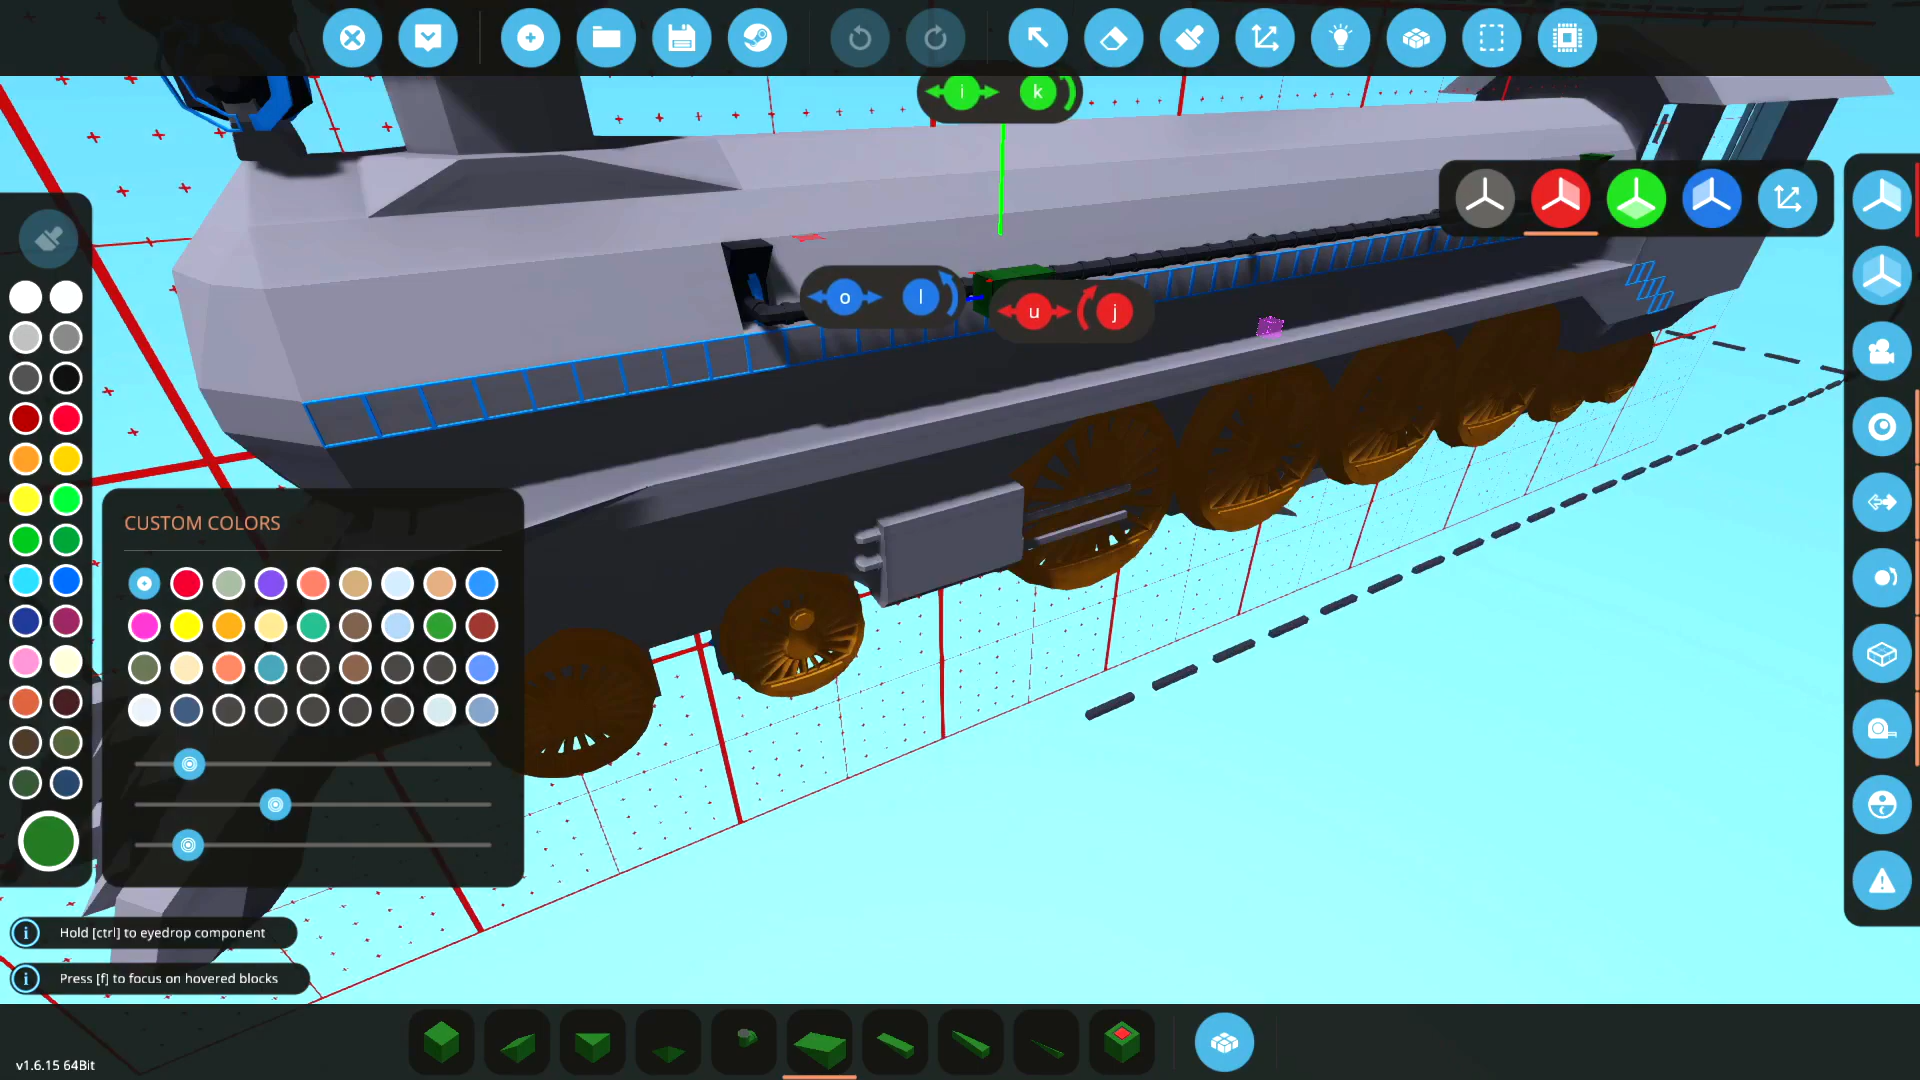 i k
o l
u j
CUSTOM COLORS
Hold [ctrl] to eyedrop component
Press [f] to focus on hovered blocks
v1.6.15 64Bit